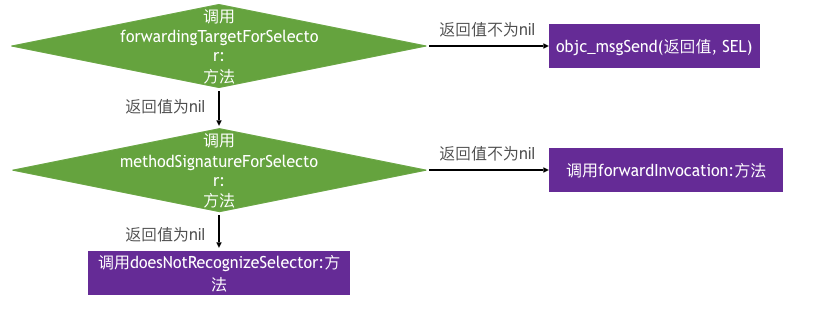 调用
forwardingTargetForSelecto
r:
方法
返回值不为nil
objc_msgSend(返回值, SEL)
返回值为nil
调用
methodSignatureForSelecto
r:
方法
返回值不为nil
调用forwardInvocation:方法
返回值为nil
调用doesNotRecognizeSelector:方
法